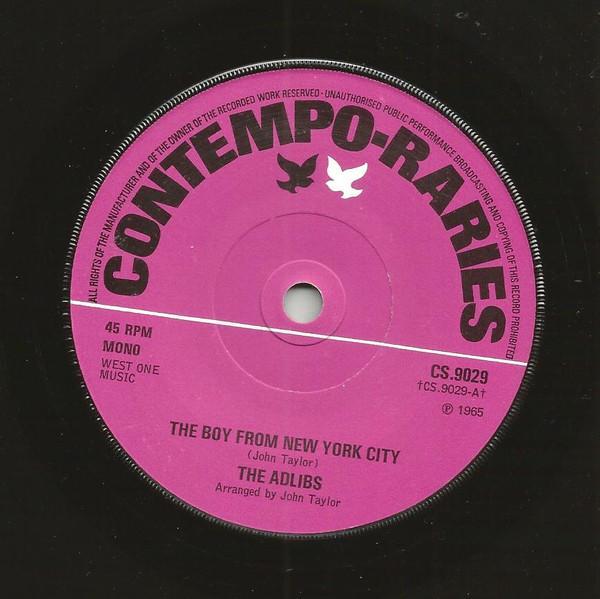 ALL RIGHTS OF THE MANUFACTURER AND OF THE OWNER OF THE RECORDED WORK RESERVED · UNAUTHORISED PUBLIC PERFORMANCE BROADCASTING AND COPYING OF THIS RECORD PROHIBITED
CONTEMPO-RARIES
45 RPM
MONO
WEST ONE
MUSIC
CS.9029
†CS.9029-A†
℗ 1965
THE BOY FROM NEW YORK CITY
(John Taylor)
THE ADLIBS
Arranged by John Taylor